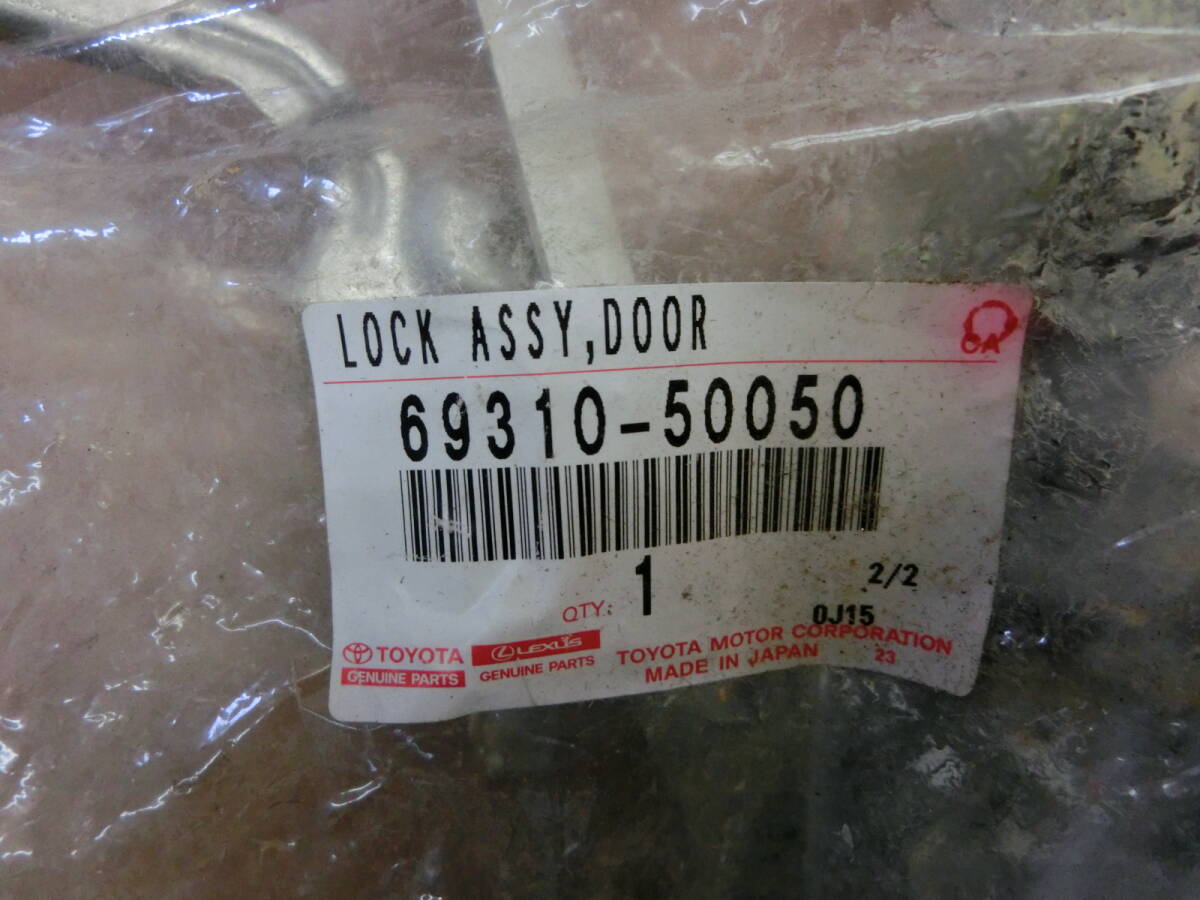 LOCK ASSY,DOOR
OA
69310-50050
1
2/2
QTY:
0J15
TOYOTA
GENUINE PARTS
LEXUS
GENUINE PARTS
TOYOTA MOTOR CORPORATION
MADE IN JAPAN 23